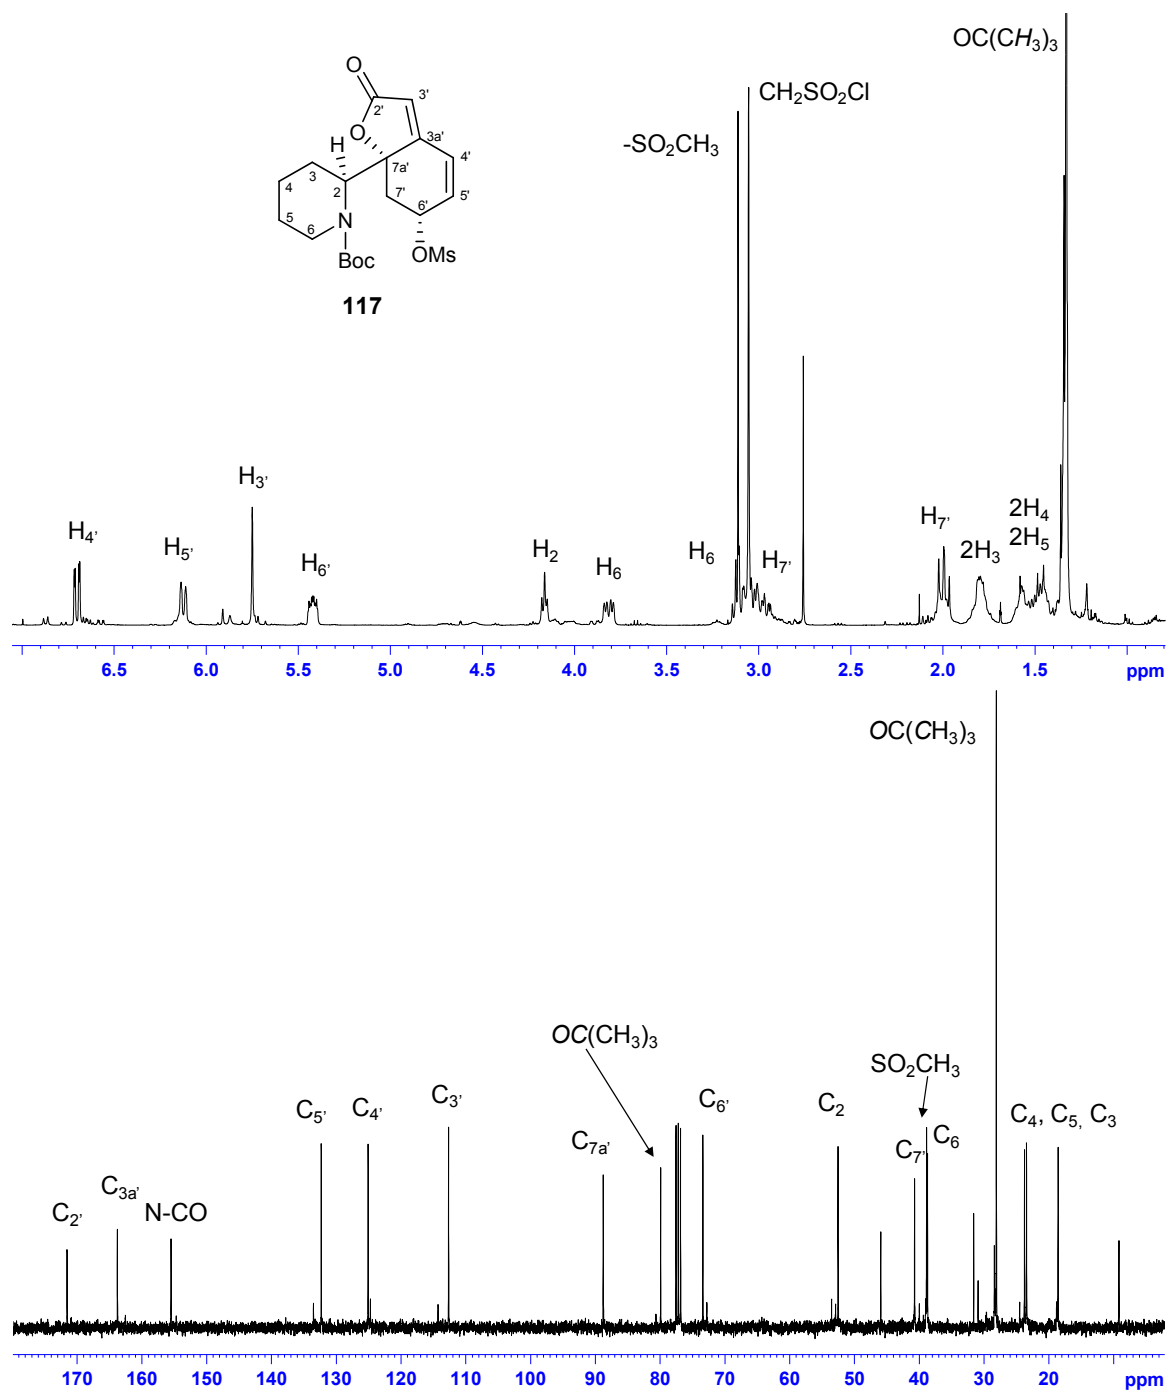 OC(CH₃)₃
O
3'
2'
CH₂SO₂Cl
O
H
3a'
-SO₂CH₃
4'
3
7a'
4
2
7'
5'
5
6'
6
N
Boc
OMs
117
H₃'
H₄'
H₅'
H₆'
H₂
H₆
H₆
H₇'
H₇'
2H₃
2H₄
2H₅
6.5 6.0 5.5 5.0 4.5 4.0 3.5 3.0 2.5 2.0 1.5 ppm
OC(CH₃)₃
OC(CH₃)₃
SO₂CH₃
C₅' C₄' C₃' C₆' C₂ C₄, C₅, C₃
C₇ₐ' C₇' C₆
C₃ₐ'
C₂' N-CO
170 160 150 140 130 120 110 100 90 80 70 60 50 40 30 20 ppm